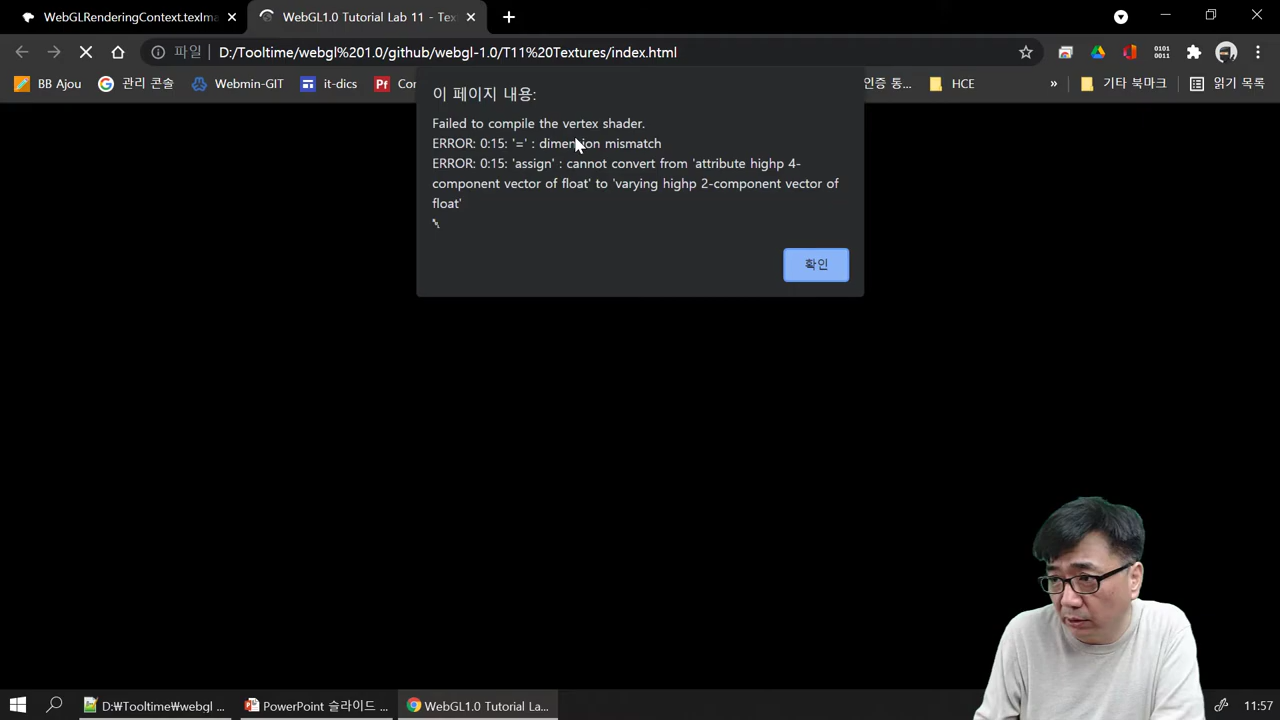 WebGLRenderingContext.texIma
WebGL1.0 Tutorial Lab 11 - Tex
파일
D:/Tooltime/webgl%201.0/github/webgl-1.0/T11%20Textures/index.html
BB Ajou
관리 콘솔
Webmin-GIT
it-dics
Pf
Co
인증 통...
HCE
»
기타 북마크
읽기 목록
0101
0011
이 페이지 내용:
Failed to compile the vertex shader.
ERROR: 0:15: '=' : dimension mismatch
ERROR: 0:15: 'assign' : cannot convert from 'attribute highp 4-
component vector of float' to 'varying highp 2-component vector of
float'
확인
D:₩Tooltime₩webgl ...
PowerPoint 슬라이드 ...
WebGL1.0 Tutorial La...
11:57